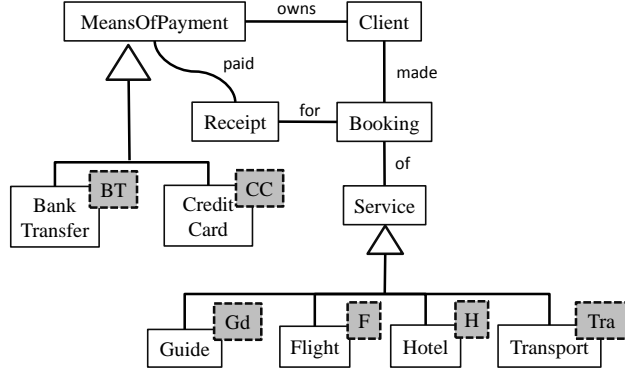 MeansOfPayment
owns
Client
paid
made
Receipt
for
Booking
of
BT
CC
Bank
Transfer
Credit
Card
Service
Gd
F
H
Tra
Guide
Flight
Hotel
Transport